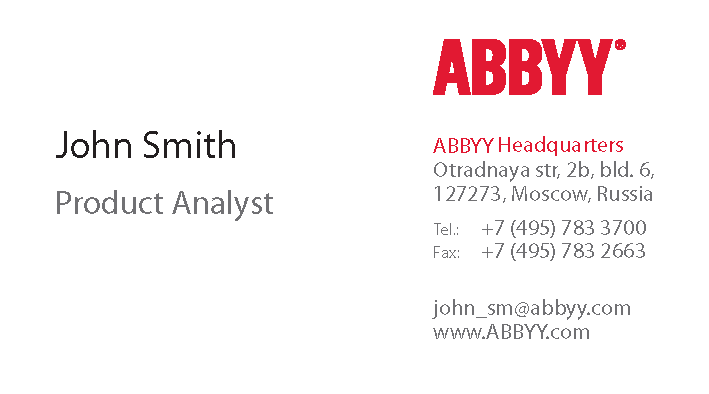 John Smith
Product Analyst
ABBYY®
ABBYY Headquarters
Otradnaya str, 2b, bld. 6,
127273, Moscow, Russia
Tel.: +7 (495) 783 3700
Fax: +7 (495) 783 2663
john_sm@abbyy.com
www.ABBYY.com